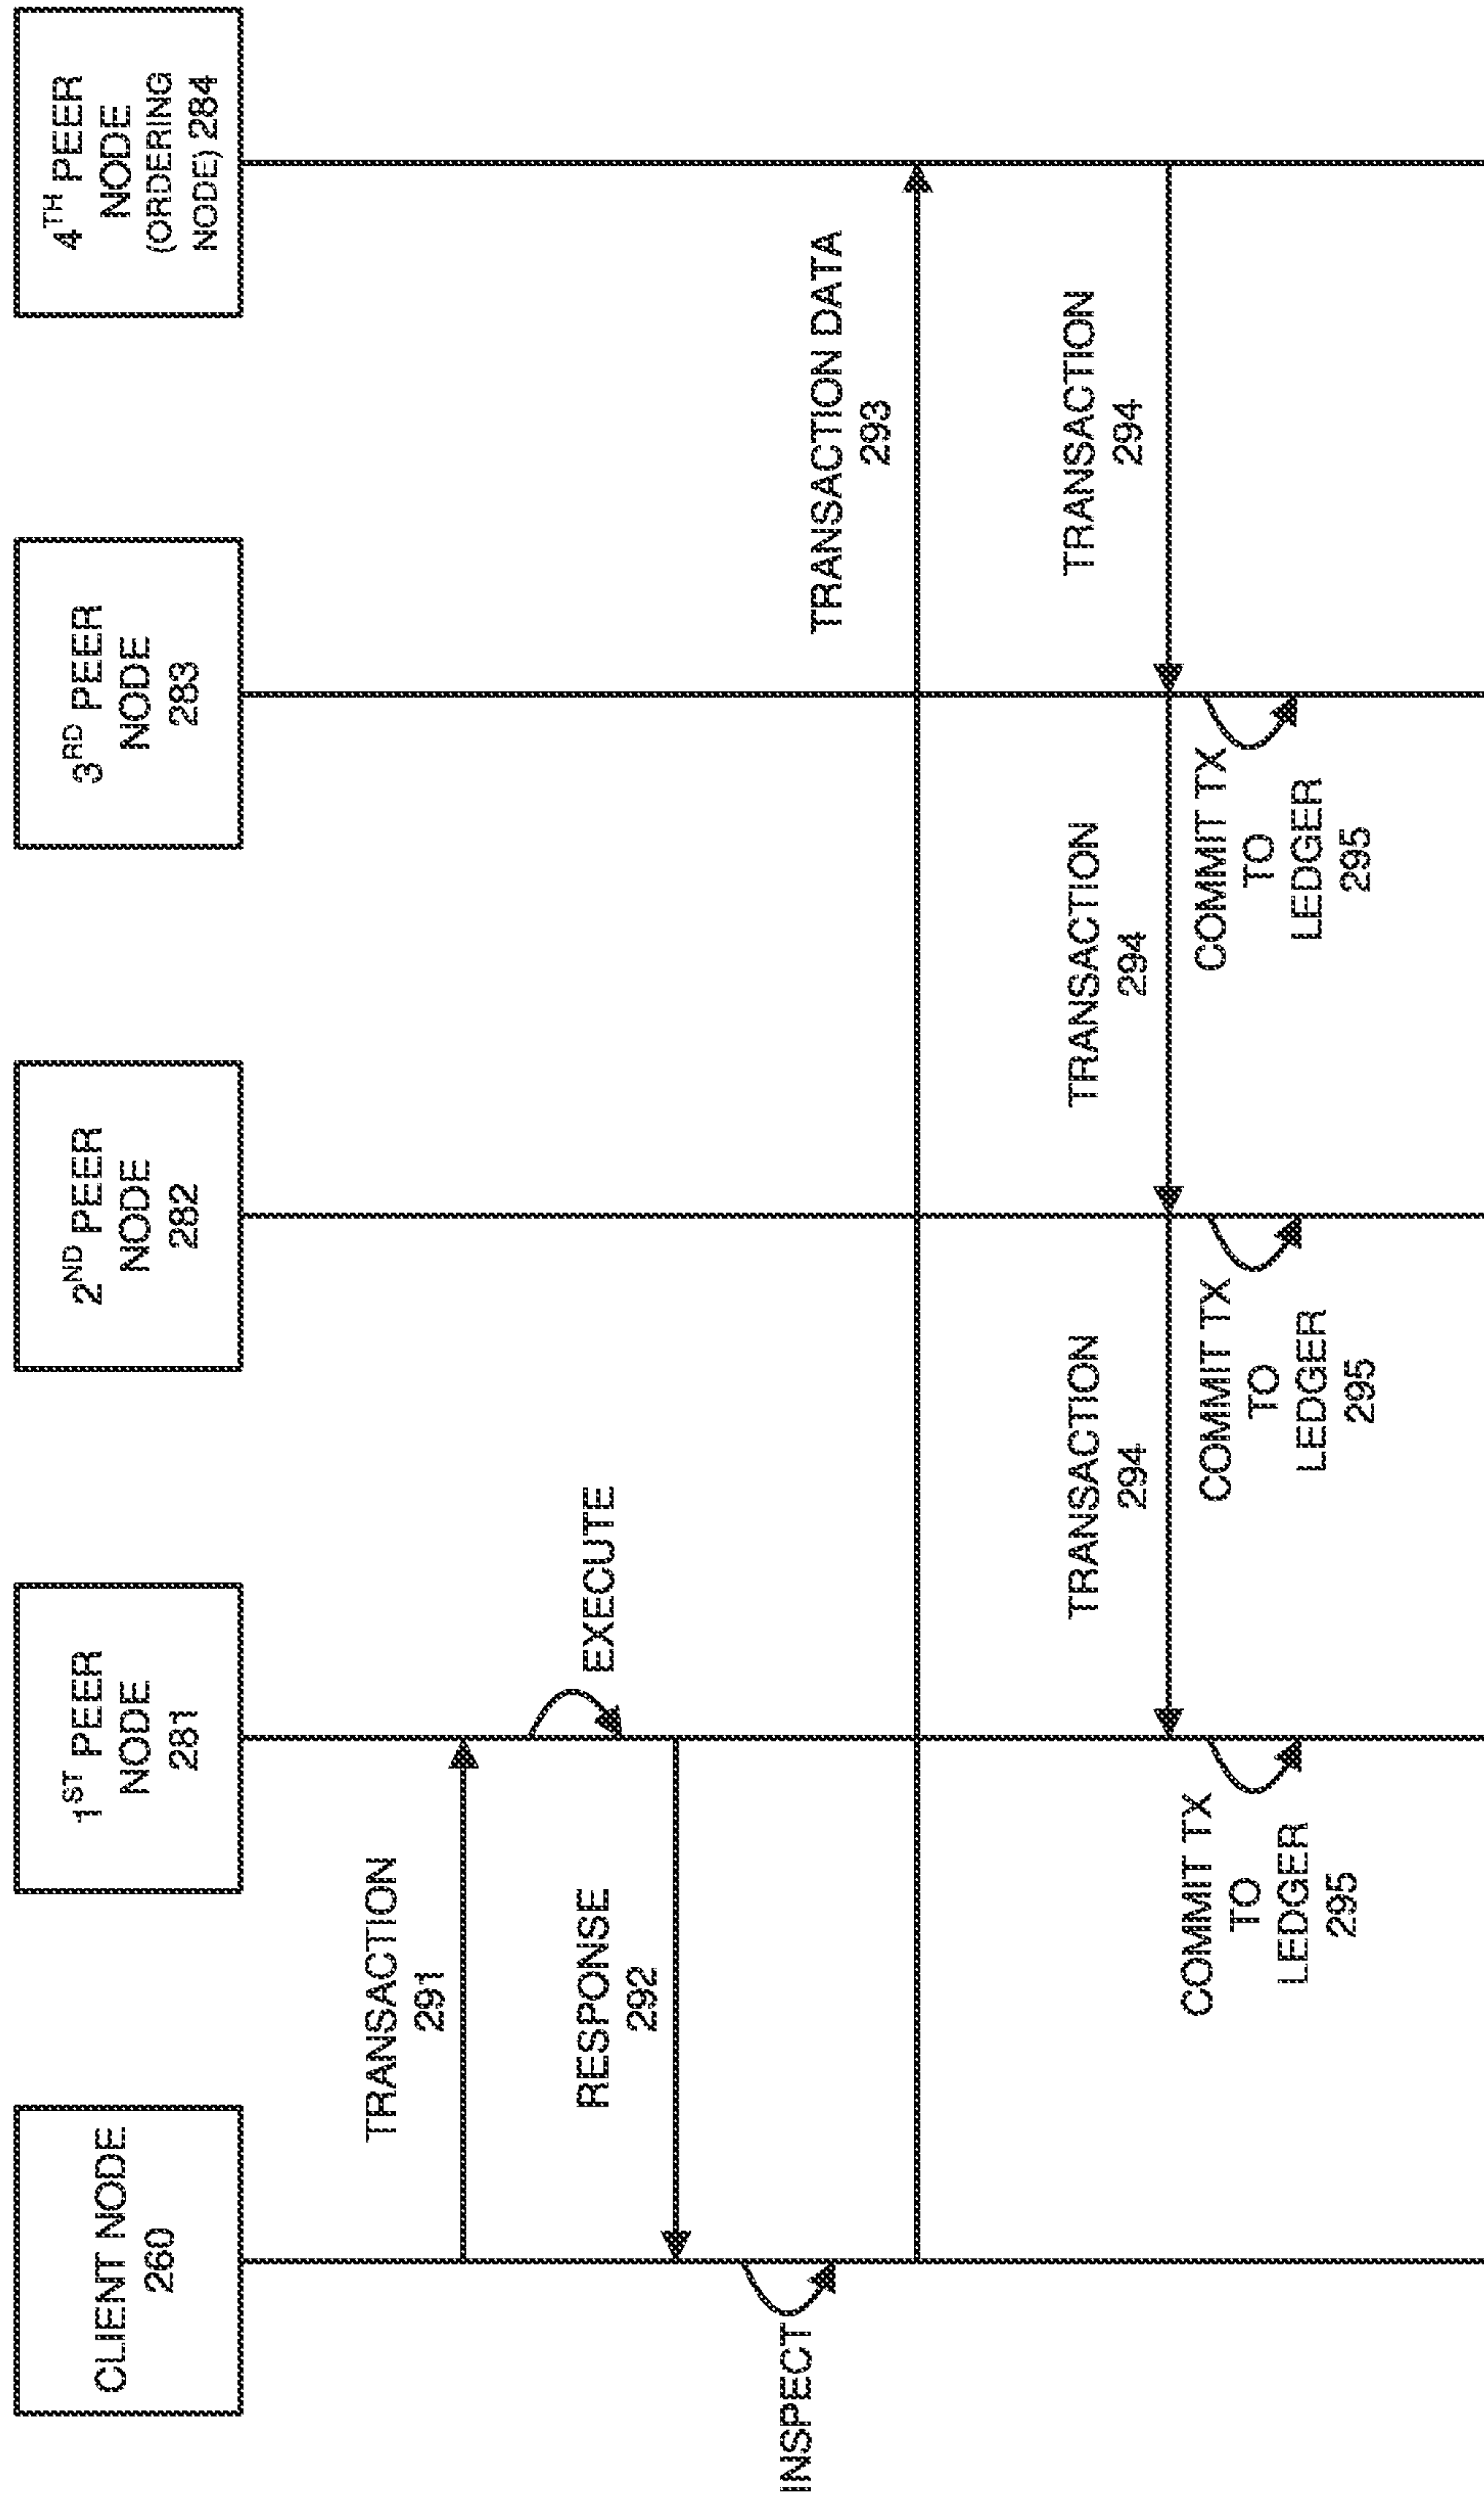 CLIENT NODE
260
1ST PEER
NODE
281
2ND PEER
NODE
282
3RD PEER
NODE
283
4TH PEER
NODE
(ORDERING
NODE) 284
TRANSACTION
291
EXECUTE
RESPONSE
292
INSPECT
TRANSACTION DATA
293
TRANSACTION
294
TRANSACTION
294
TRANSACTION
294
COMMIT TX
TO
LEDGER
295
COMMIT TX
TO
LEDGER
295
COMMIT TX
TO
LEDGER
295